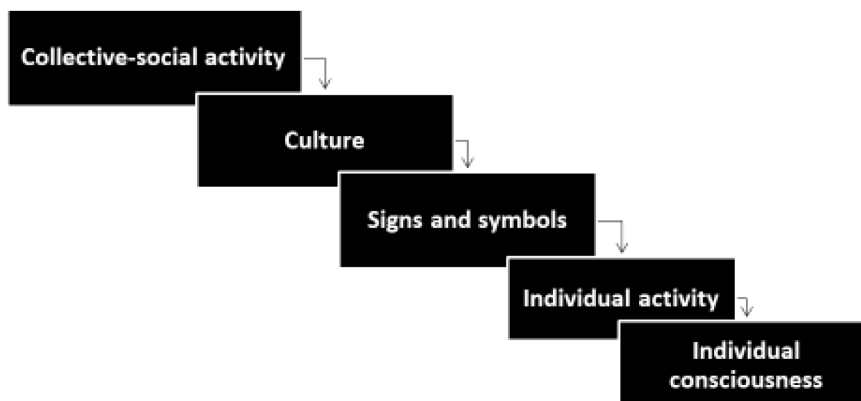 Collective-social activity
Culture
Signs and symbols
Individual activity
Individual
consciousness